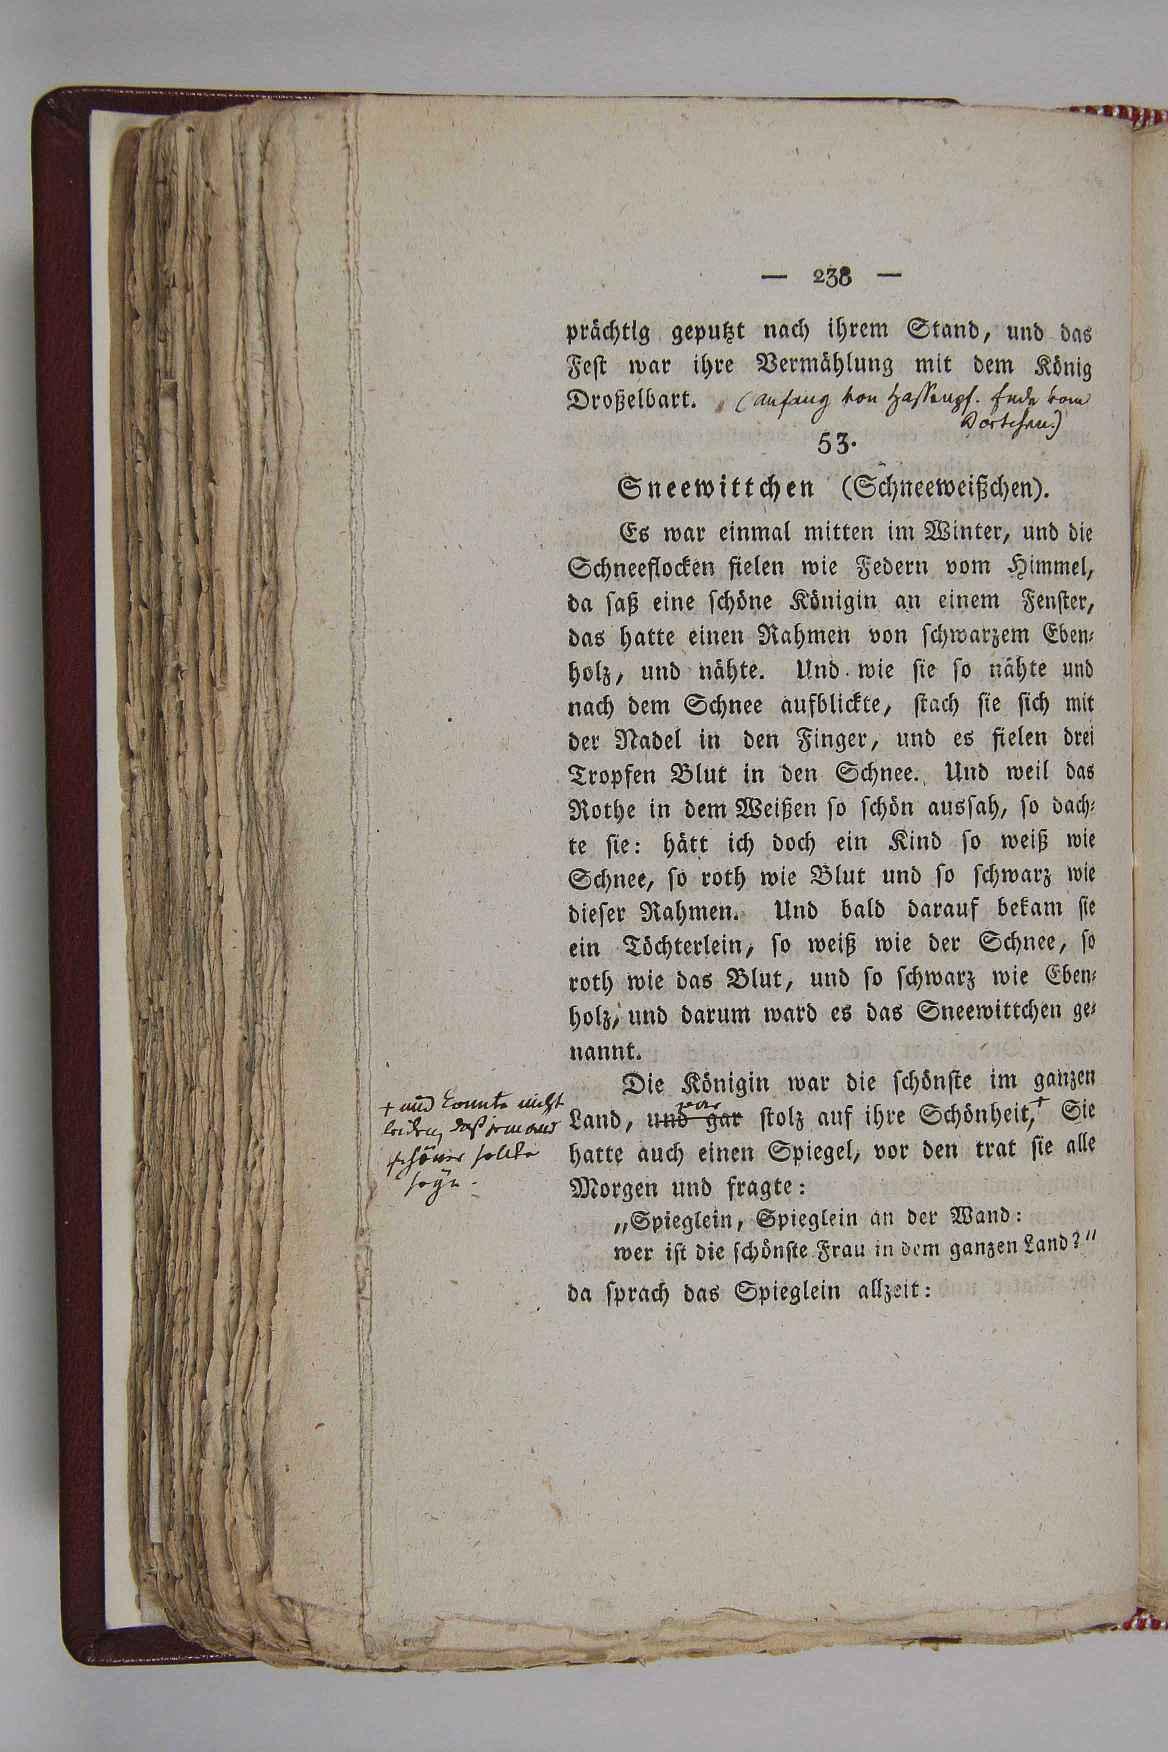 — 238 —
prächtig geputzt nach ihrem Stand, und das
Fest war ihre Vermählung mit dem König
Droßelbart. (Anfang von Hassenpf. Ende vom
Dortchen.)
53.
Sneewittchen (Schneeweißchen).
Es war einmal mitten im Winter, und die
Schneeflocken fielen wie Federn vom Himmel,
da saß eine schöne Königin an einem Fenster,
das hatte einen Rahmen von schwarzem Eben-
holz, und nähte. Und wie sie so nähte und
nach dem Schnee aufblickte, stach sie sich mit
der Nadel in den Finger, und es fielen drei
Tropfen Blut in den Schnee. Und weil das
Rothe in dem Weißen so schön aussah, so dach-
te sie: hätt ich doch ein Kind so weiß wie
Schnee, so roth wie Blut und so schwarz wie
dieser Rahmen. Und bald darauf bekam sie
ein Töchterlein, so weiß wie der Schnee, so
roth wie das Blut, und so schwarz wie Eben-
holz, und darum ward es das Sneewittchen ge-
nannt.
Die Königin war die schönste im ganzen
war
Land, und gar stolz auf ihre Schönheit,+ Sie
hatte auch einen Spiegel, vor den trat sie alle
Morgen und fragte:
„Spieglein, Spieglein an der Wand:
wer ist die schönste Frau in dem ganzen Land?“
da sprach das Spieglein allzeit:
+ und konnte nicht
leiden, daß jemand
schöner sollte
seyn.